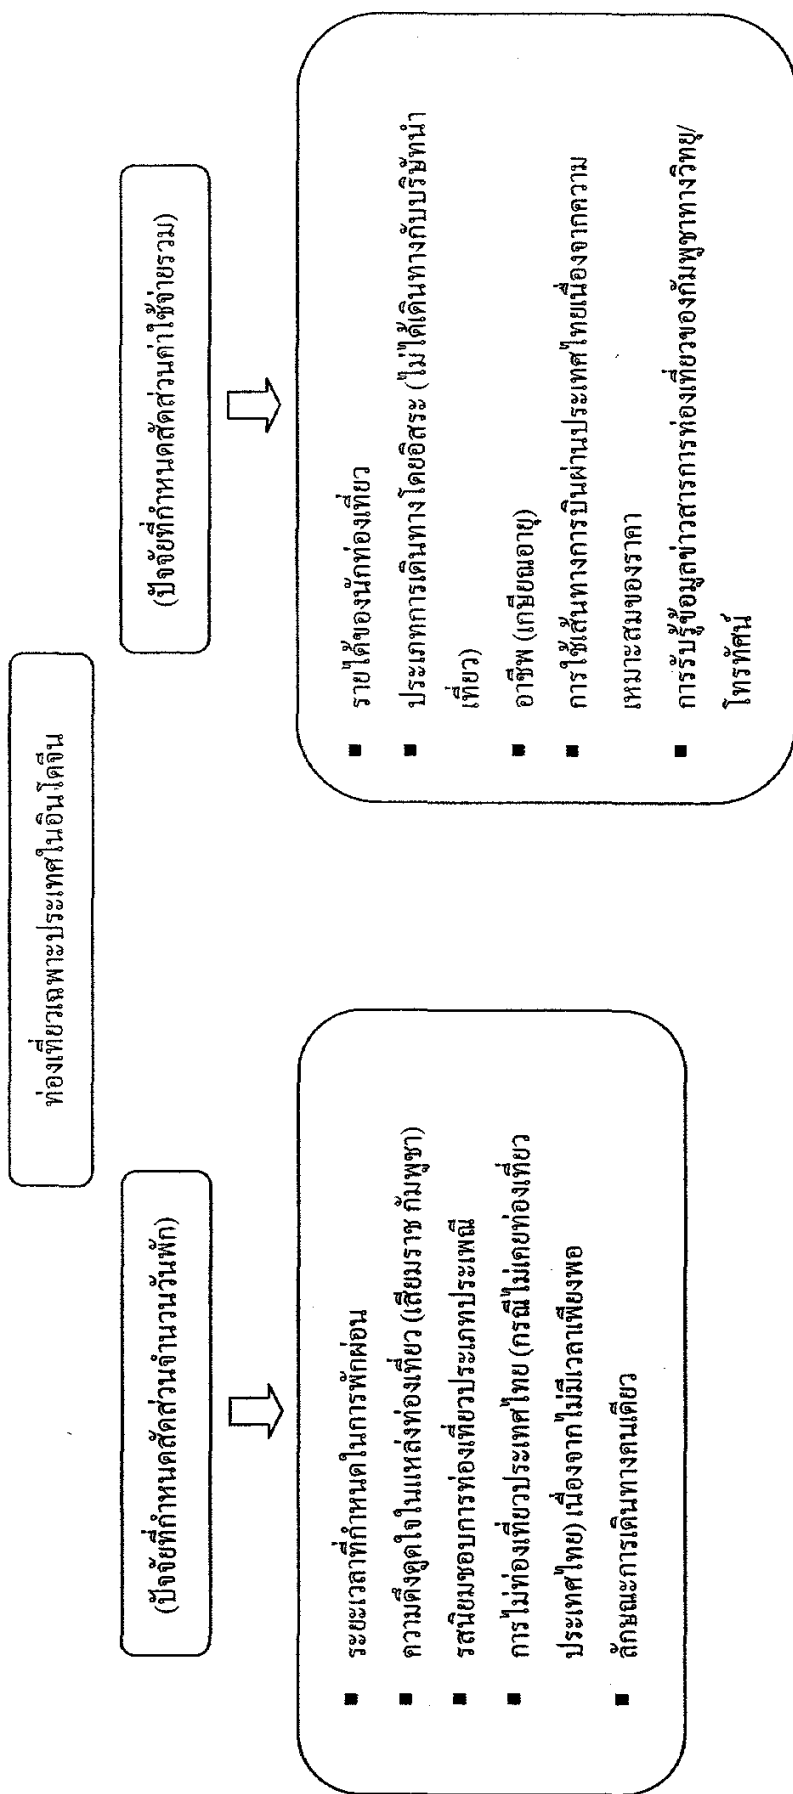 ท่องเที่ยวเฉพาะประเทศในอินโดจีน
(ปัจจัยที่กำหนดสัดส่วนจำนวนวันพัก)
■ ระยะเวลาที่กำหนดในการพักผ่อน
■ ความดึงดูดใจในแหล่งท่องเที่ยว (เสียมราช กัมพูชา)
■ รสนิยมชอบการท่องเที่ยวประเภทประเพณี
■ การไม่ท่องเที่ยวประเทศไทย (กรณีไม่เคยท่องเที่ยว
ประเทศไทย) เนื่องจากไม่มีเวลาเพียงพอ
■ ลักษณะการเดินทางคนเดียว
(ปัจจัยที่กำหนดสัดส่วนค่าใช้จ่ายรวม)
■ รายได้ของนักท่องเที่ยว
■ ประเภทการเดินทางโดยอิสระ (ไม่ได้เดินทางกับบริษัทนำ
เที่ยว)
■ อาชีพ (เกษียณอายุ)
■ การใช้เส้นทางการบินผ่านประเทศไทยเนื่องจากความ
เหมาะสมของราคา
■ การรับรู้ข้อมูลข่าวสารการท่องเที่ยวของกัมพูชาทางวิทยุ/
โทรทัศน์